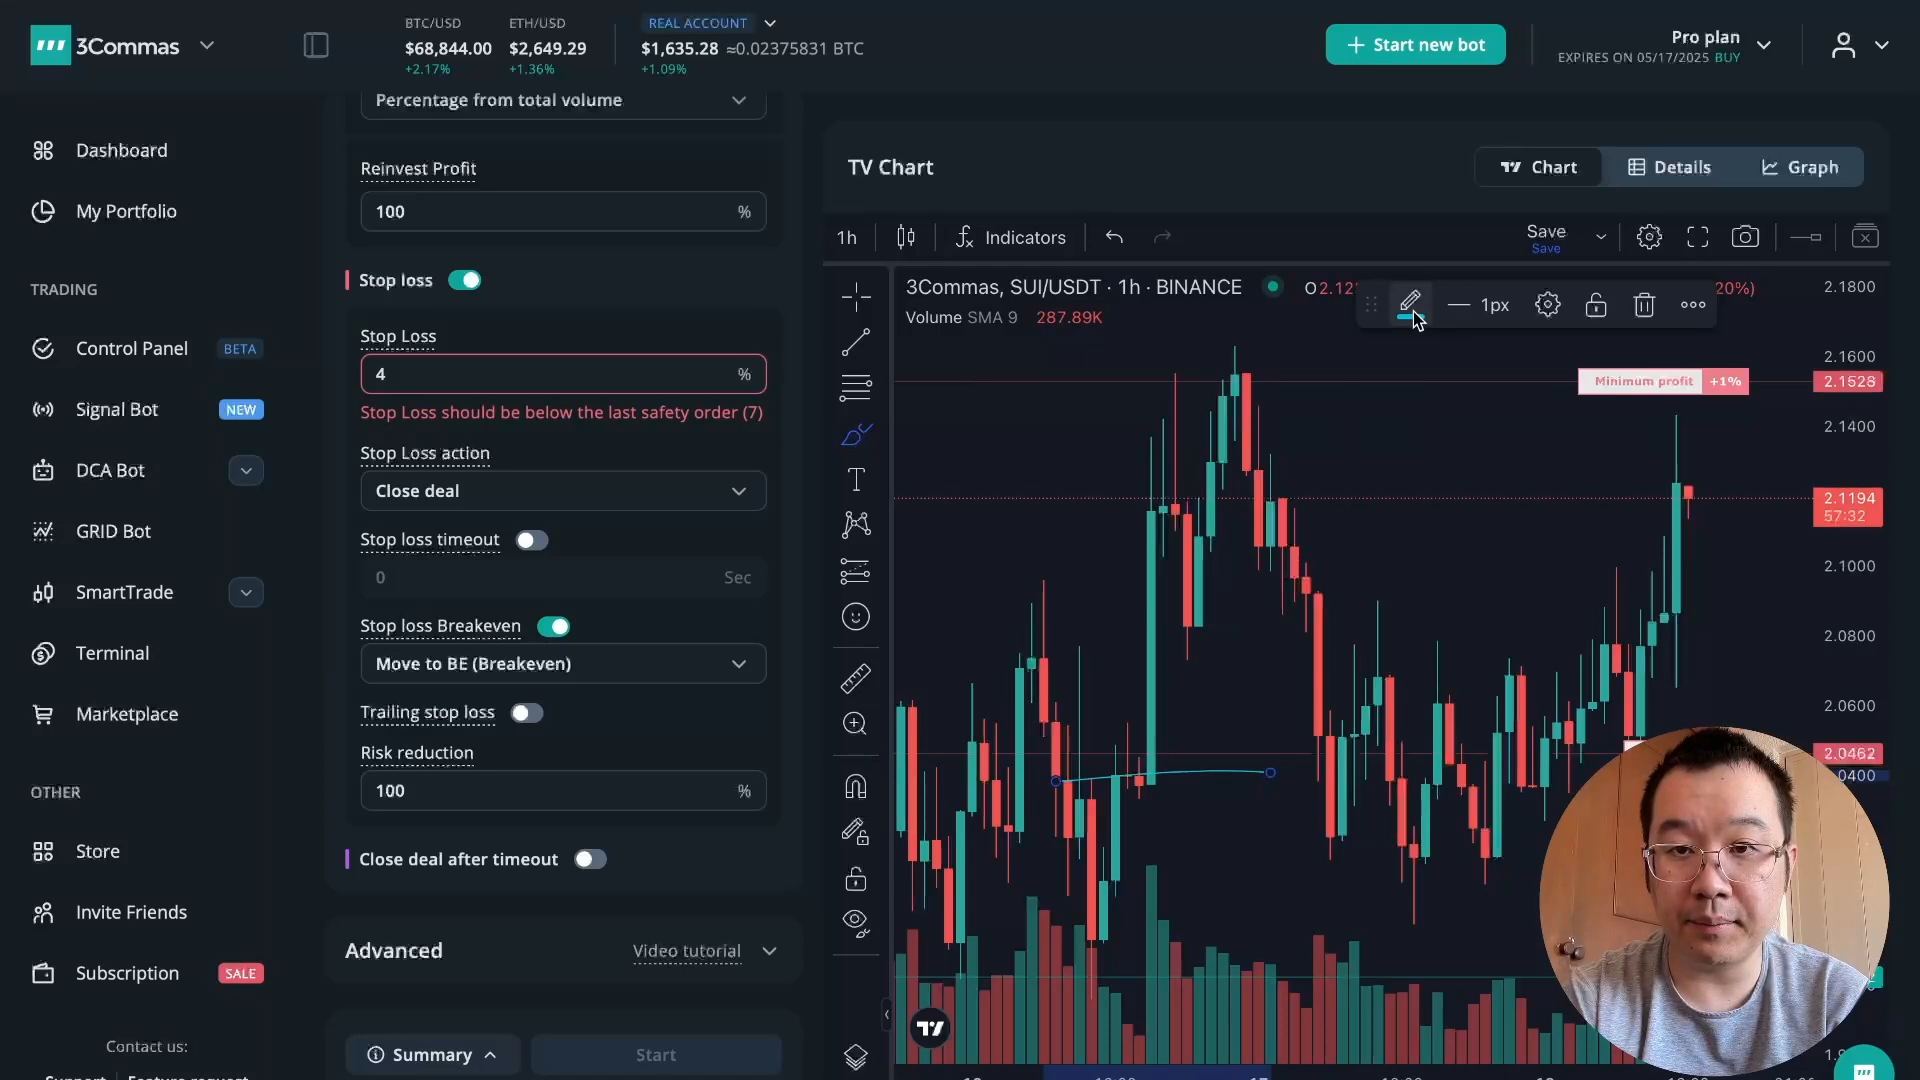 3Commas
BTC/USD
$68,844.00
+2.17%
ETH/USD
$2,649.29
+1.36%
REAL ACCOUNT
$1,635.28 ≈0.02375831 BTC
+1.09%
Start new bot
Pro plan
EXPIRES ON 05/17/2025 BUY
Dashboard
My Portfolio
TRADING
Control Panel BETA
Signal Bot NEW
DCA Bot
GRID Bot
SmartTrade
Terminal
Marketplace
OTHER
Store
Invite Friends
Subscription SALE
Contact us:
Support Feature request
Percentage from total volume
Reinvest Profit
100 %
Stop loss
Stop Loss
4 %
Stop Loss should be below the last safety order (7)
Stop Loss action
Close deal
Stop loss timeout
0 Sec
Stop loss Breakeven
Move to BE (Breakeven)
Trailing stop loss
Risk reduction
100 %
Close deal after timeout
Advanced Video tutorial
Summary Start
TV Chart
Chart Details Graph
1h Indicators Save
Save
3Commas, SUI/USDT · 1h · BINANCE O2.12 20%)
Volume SMA 9 287.89K
1px
Minimum profit +1%
2.1800
2.1600
2.1528
2.1400
2.1194
57:32
2.1000
2.0800
2.0600
2.0462